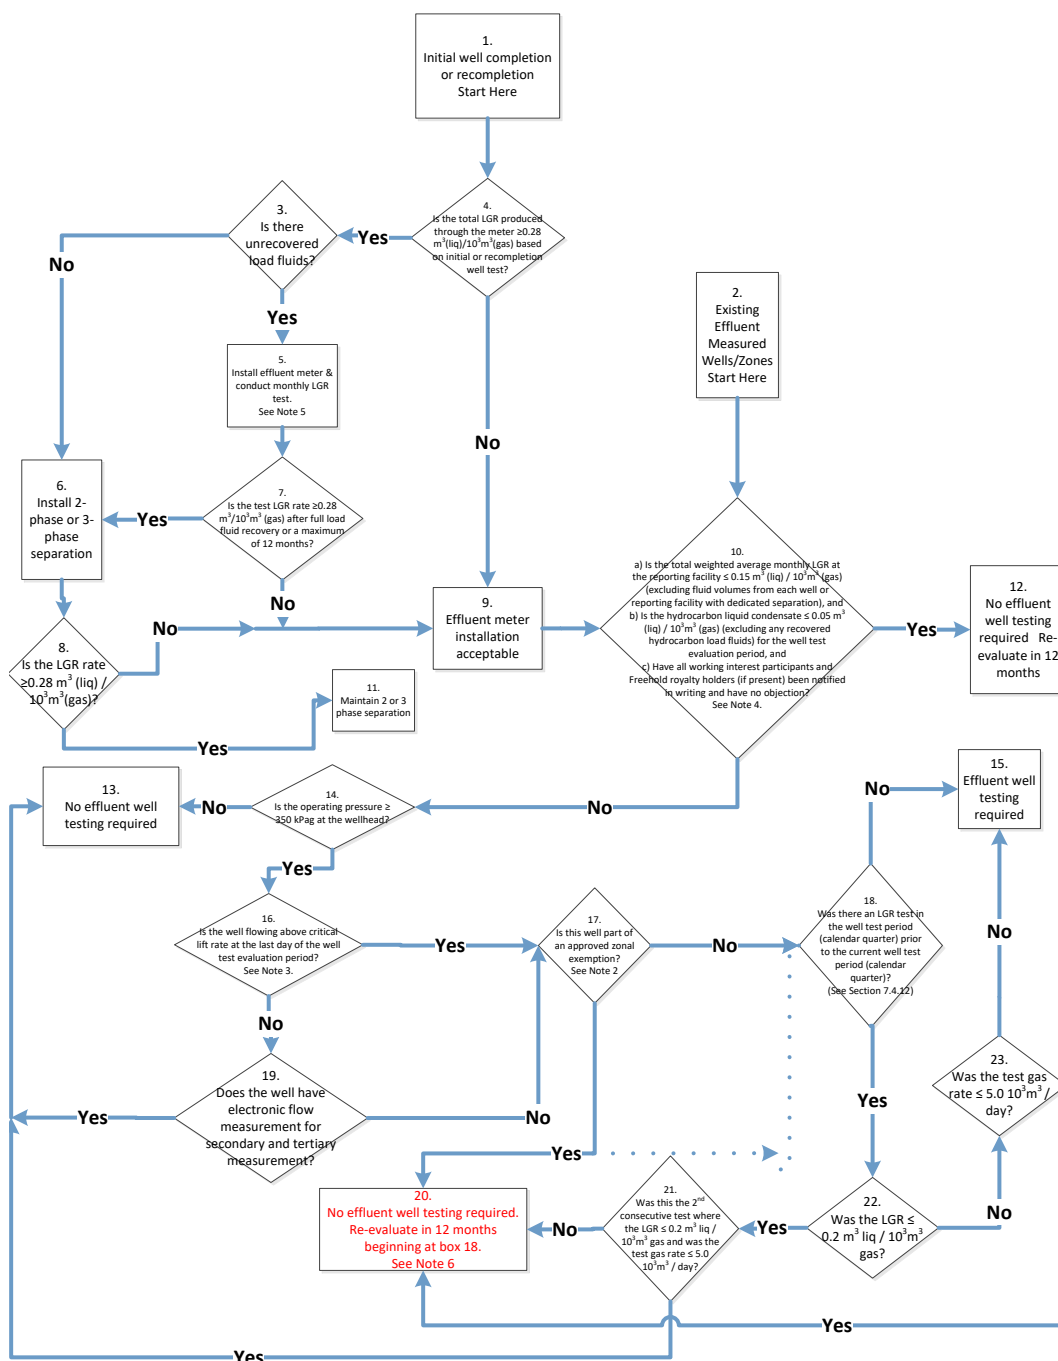 1.
Initial well completion
or recompletion
Start Here
4.
Is the total LGR produced
through the meter ≥0.28
m³(liq)/10³m³(gas) based
on initial or recompletion
well test?
3.
Is there
unrecovered
load fluids?
Yes
No
Yes
2.
Existing
Effluent
Measured
Wells/Zones
Start Here
5.
Install effluent meter &
conduct monthly LGR
test.
See Note 5
No
6.
Install 2-
phase or 3-
phase
separation
Yes
7.
Is the test LGR rate ≥0.28
m³/10³m³ (gas) after full load
fluid recovery or a maximum
of 12 months?
No
10.
a) Is the total weighted average monthly LGR at
the reporting facility ≤ 0.15 m³ (liq) / 10³m³ (gas)
(excluding fluid volumes from each well or
reporting facility with dedicated separation), and
b) Is the hydrocarbon liquid condensate ≤ 0.05 m³
(liq) / 10³m³ (gas) (excluding any recovered
hydrocarbon load fluids) for the well test
evaluation period, and
c) Have all working interest participants and
Freehold royalty holders (if present) been notified
in writing and have no objection?
See Note 4.
Yes
12.
No effluent
well testing
required Re-
evaluate in 12
months
9.
Effluent meter
installation
acceptable
8.
Is the LGR rate
≥0.28 m³ (liq) /
10³m³(gas)?
No
11.
Maintain 2 or 3
phase separation
Yes
13.
No effluent well
testing required
No
14.
Is the operating pressure ≥
350 kPag at the wellhead?
No
Yes
15.
Effluent well
testing
required
No
16.
Is the well flowing above critical
lift rate at the last day of the well
test evaluation period?
See Note 3.
Yes
17.
Is this well part of
an approved zonal
exemption?
See Note 2
No
18.
Was there an LGR test in
the well test period
(calendar quarter) prior
to the current well test
period (calendar
quarter)?
(See Section 7.4.12)
No
No
19.
Does the well have
electronic flow
measurement for
secondary and tertiary
measurement?
Yes
No
Yes
Yes
23.
Was the test gas
rate ≤ 5.0 10³m³ /
day?
20.
No effluent well testing required.
Re-evaluate in 12 months
beginning at box 18.
See Note 6
No
21.
Was this the 2nd
consecutive test where
the LGR ≤ 0.2 m³ liq /
10³m³ gas and was the
test gas rate ≤ 5.0
10³m³ / day?
Yes
22.
Was the LGR ≤
0.2 m³ liq / 10³m³
gas?
No
Yes
Yes